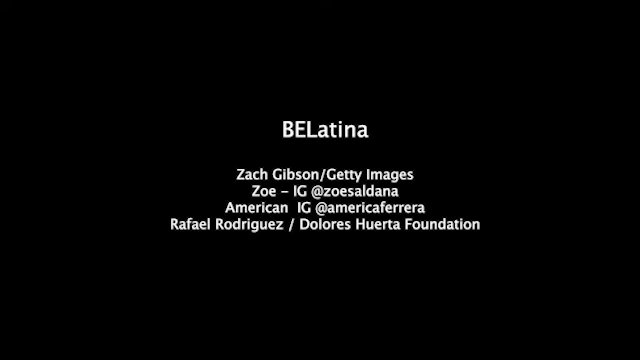 BELatina
Zach Gibson/Getty Images
Zoe - IG @zoesaldana
American  IG @americaferrera
Rafael Rodriguez / Dolores Huerta Foundation